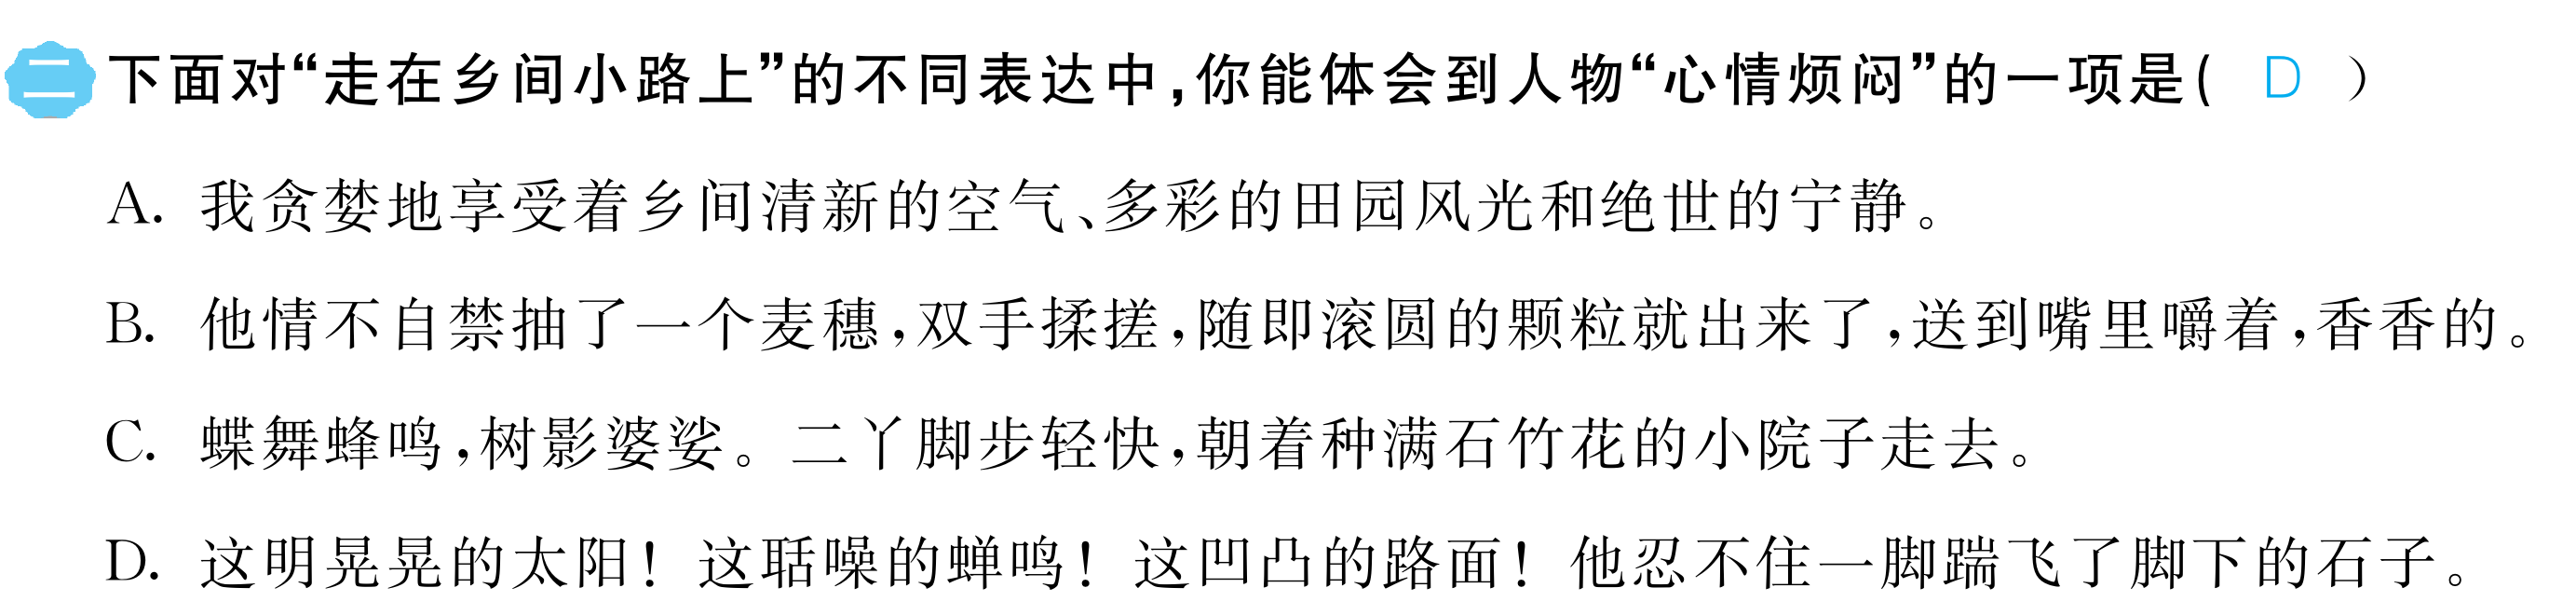 二 下面对“走在乡间小路上”的不同表达中,你能体会到人物“心情烦闷”的一项是( D )
A. 我贪婪地享受着乡间清新的空气、多彩的田园风光和绝世的宁静。
B. 他情不自禁抽了一个麦穗,双手揉搓,随即滚圆的颗粒就出来了,送到嘴里嚼着,香香的。
C. 蝶舞蜂鸣,树影婆娑。二丫脚步轻快,朝着种满石竹花的小院子走去。
D. 这明晃晃的太阳！这聒噪的蝉鸣！这凹凸的路面！他忍不住一脚踹飞了脚下的石子。